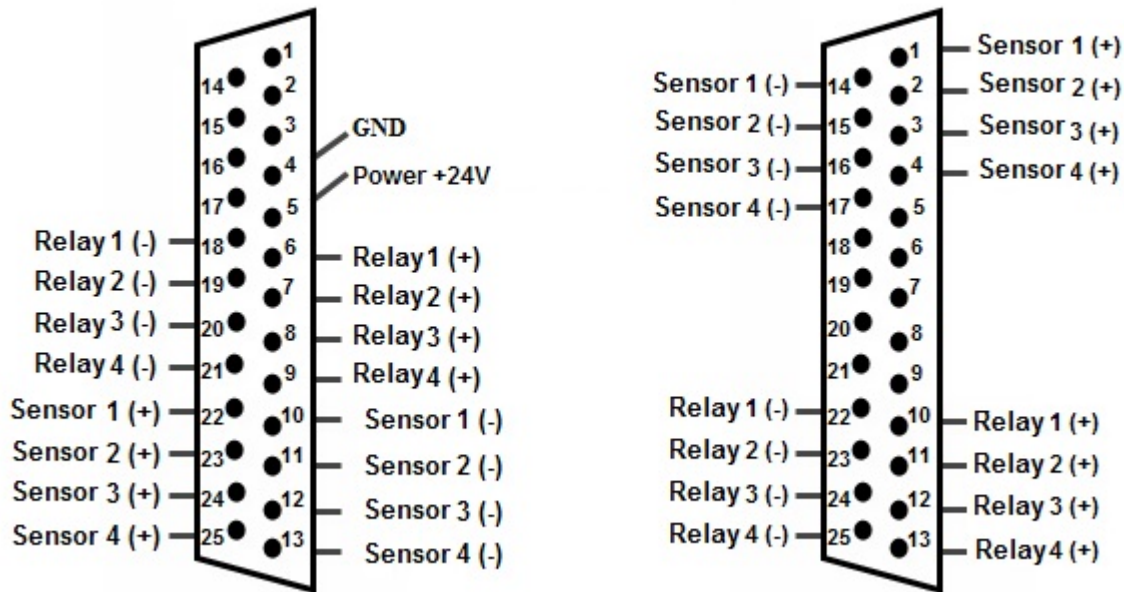 1
14
2
15
3
GND
16
4
Power +24V
17
5
Relay 1 (-)
18
6
Relay 1 (+)
Relay 2 (-)
19
7
Relay 2 (+)
Relay 3 (-)
20
8
Relay 3 (+)
Relay 4 (-)
21
9
Relay 4 (+)
Sensor 1 (+)
22
10
Sensor 1 (-)
Sensor 2 (+)
23
11
Sensor 2 (-)
Sensor 3 (+)
24
12
Sensor 3 (-)
Sensor 4 (+)
25
13
Sensor 4 (-)
1
Sensor 1 (+)
Sensor 1 (-)
14
2
Sensor 2 (+)
Sensor 2 (-)
15
3
Sensor 3 (+)
Sensor 3 (-)
16
4
Sensor 4 (+)
Sensor 4 (-)
17
5
18
6
19
7
20
8
21
9
Relay 1 (-)
22
10
Relay 1 (+)
Relay 2 (-)
23
11
Relay 2 (+)
Relay 3 (-)
24
12
Relay 3 (+)
Relay 4 (-)
25
13
Relay 4 (+)